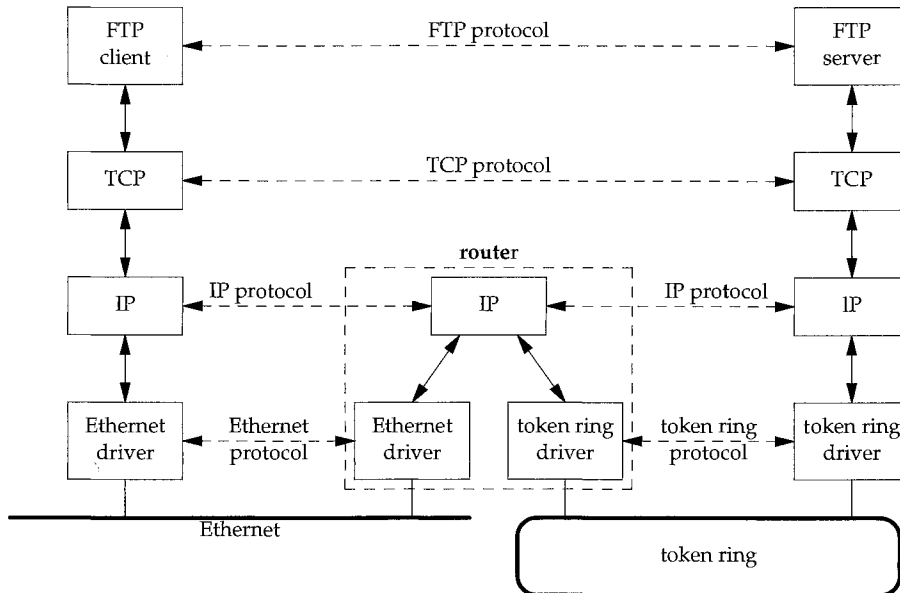 FTP
client
FTP protocol
FTP
server
TCP
TCP protocol
TCP
router
IP
IP protocol
IP
IP protocol
IP
Ethernet
driver
Ethernet
protocol
Ethernet
driver
token ring
driver
token ring
protocol
token ring
driver
Ethernet
token ring